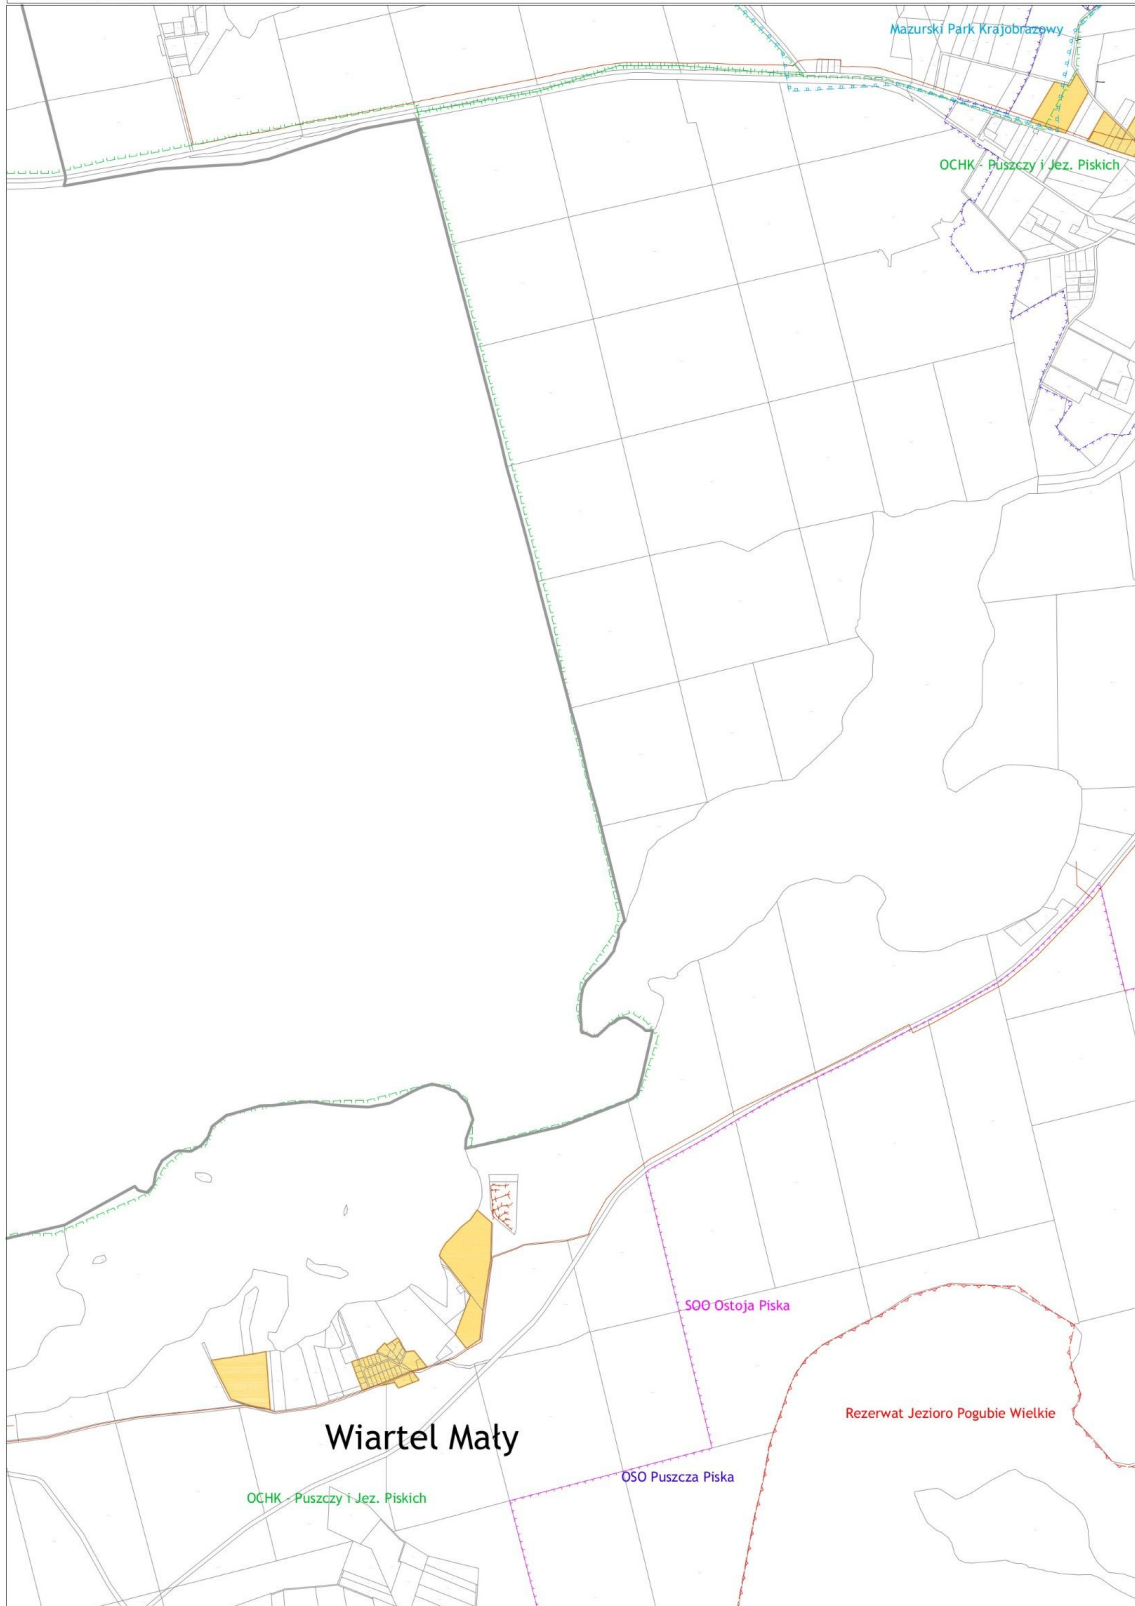 Mazurski Park Krajobrazowy
OCHK - Puszczy i Jez. Piskich
SOO Ostoja Piska
Rezerwat Jezioro Pogubie Wielkie
Wiartel Mały
OSO Puszcza Piska
OCHK - Puszczy i Jez. Piskich